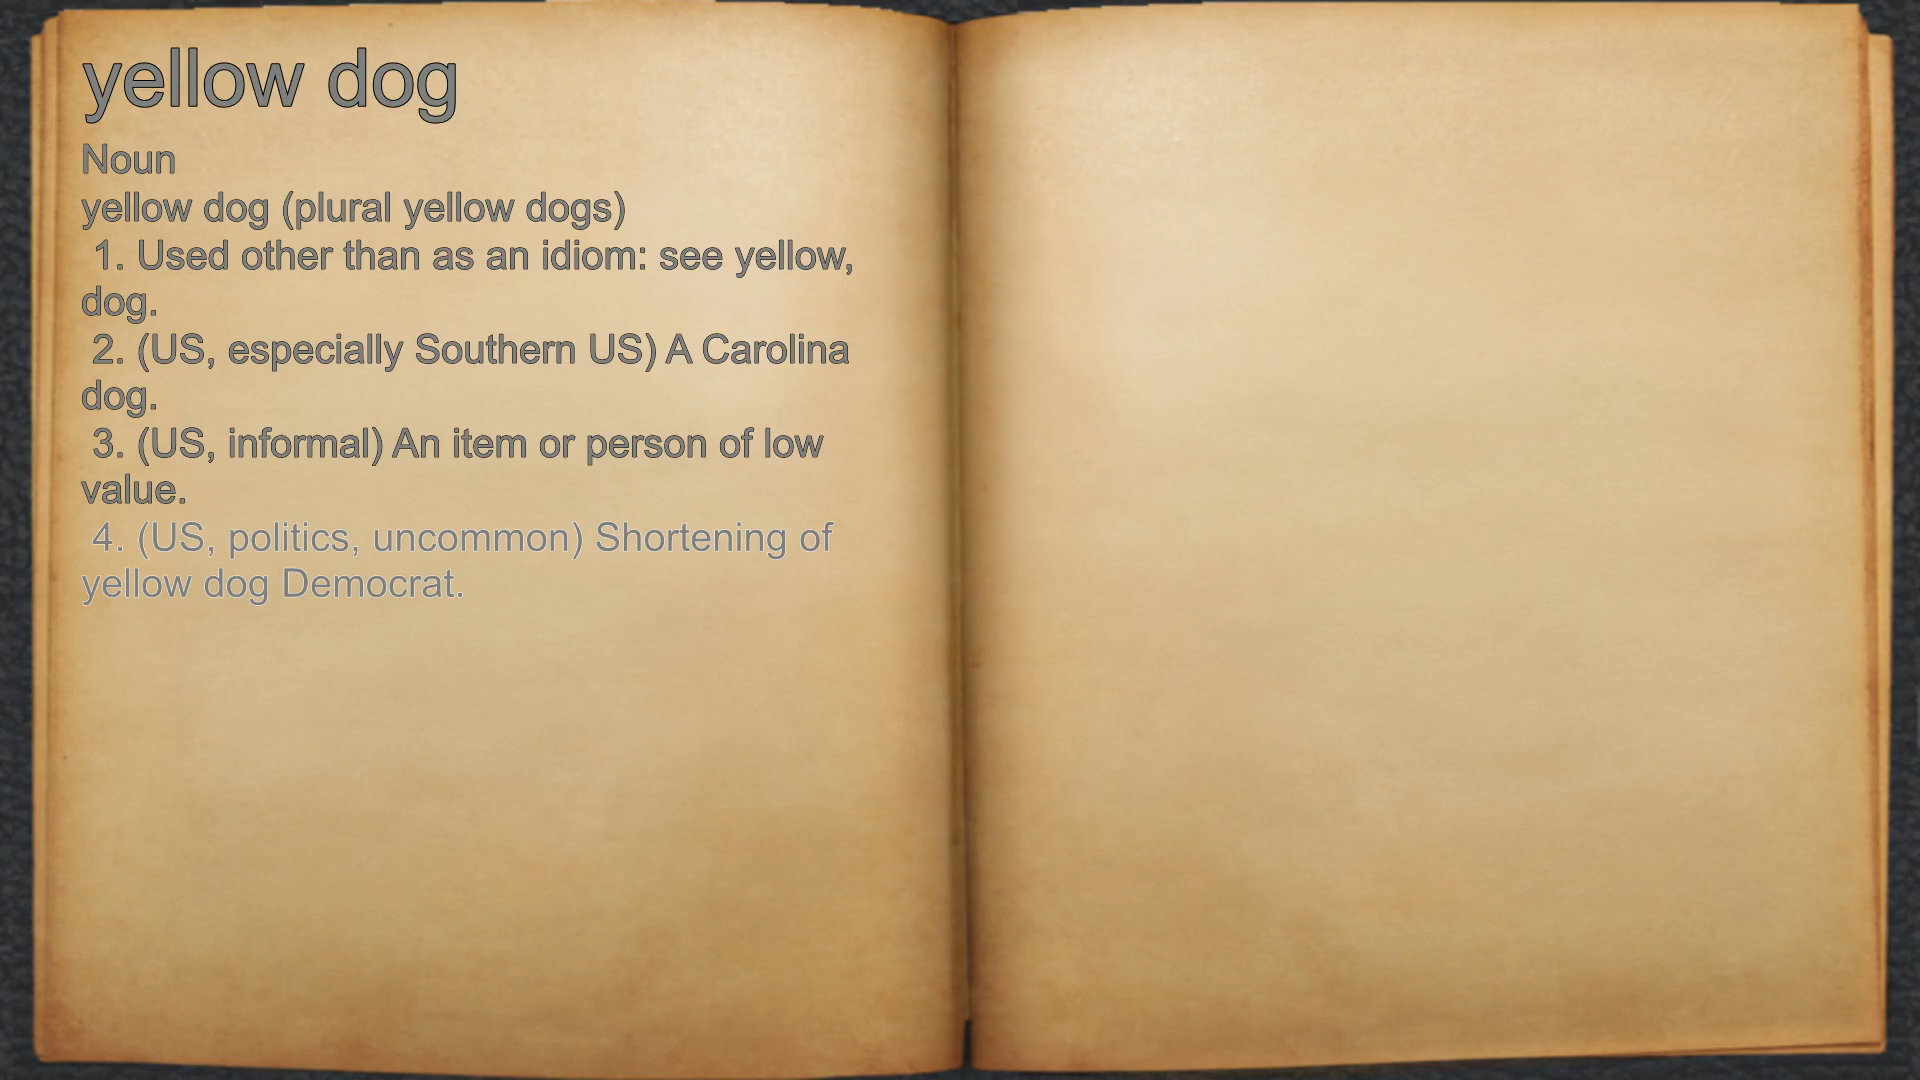 yellow dog
Noun
yellow dog (plural yellow dogs)
1. Used other than as an idiom: see yellow,
dog.
2. (US, especially Southern US) A Carolina
dog.
3. (US, informal) An item or person of low
value.
4. (US, politics, uncommon) Shortening of
yellow dog Democrat.